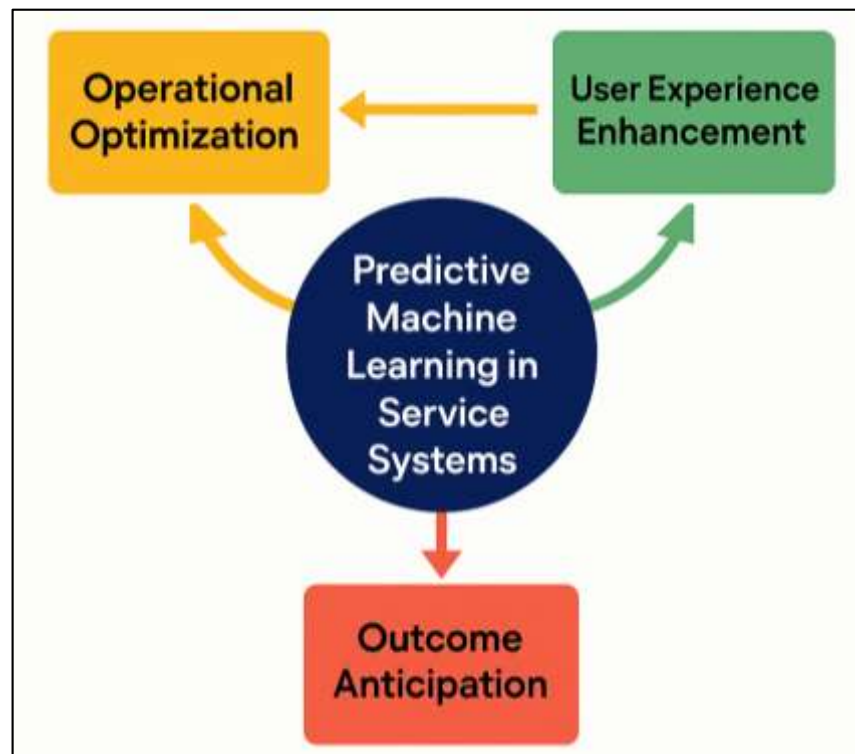 Operational
Optimization
User Experience
Enhancement
Predictive
Machine
Learning in
Service
Systems
Outcome
Anticipation